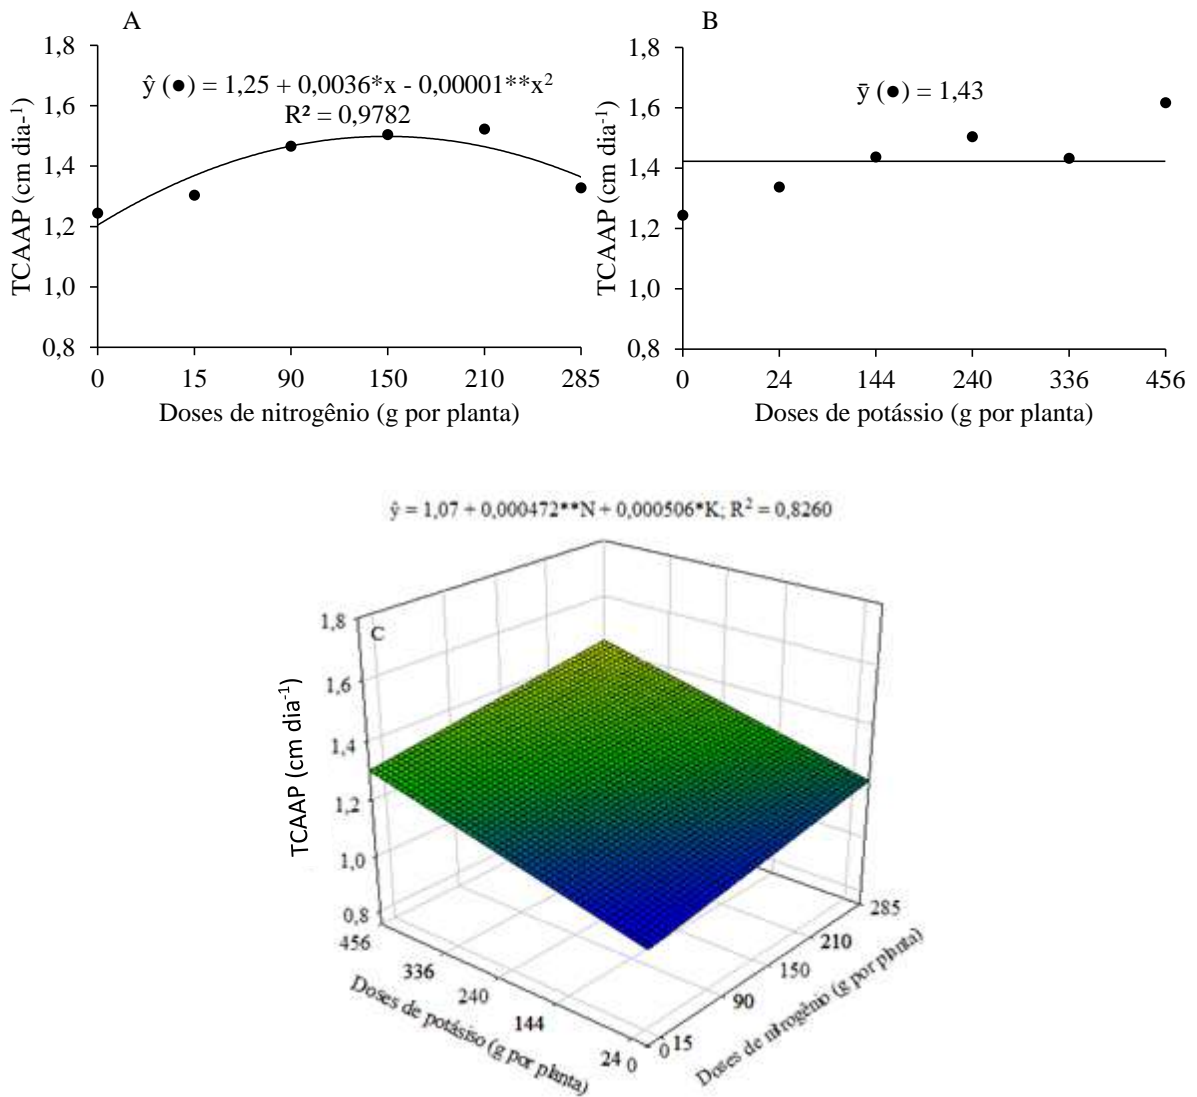 A
ŷ (●) = 1,25 + 0,0036*x - 0,00001**x²
R² = 0,9782
1,8
1,6
1,4
1,2
1,0
0,8
TCAAP (cm dia-¹)
0 15 90 150 210 285
Doses de nitrogênio (g por planta)
B
ȳ (●) = 1,43
1,8
1,6
1,4
1,2
1,0
0,8
TCAAP (cm dia⁻¹)
0 24 144 240 336 456
Doses de potássio (g por planta)
ŷ = 1,07 + 0,000472**N + 0,000506*K; R² = 0,8260
C
1,8
1,6
1,4
1,2
1,0
0,8
TCAAP (cm dia⁻¹)
456 336 240 144 24 0
Doses de potásiso (g por planta)
0 15 90 150 210 285
Doses de nitrogênio (g por planta)